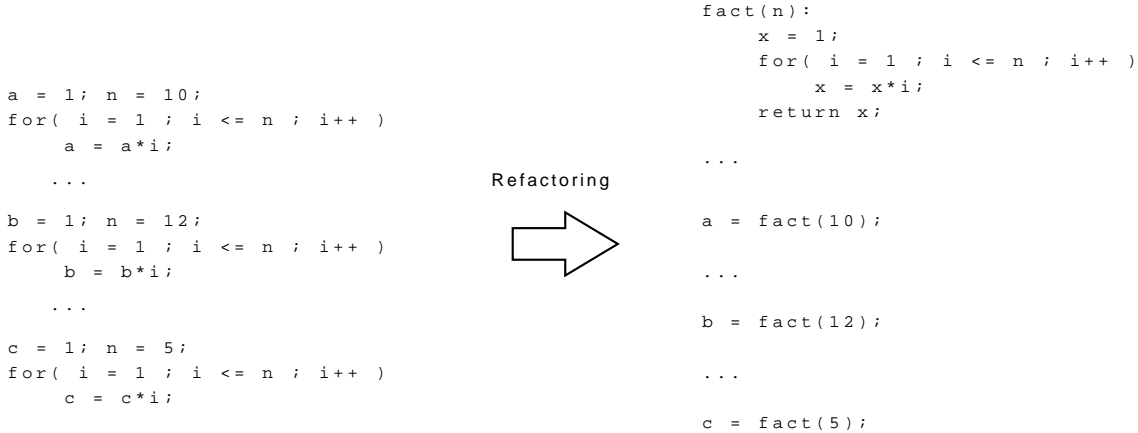 a = 1; n = 10;
for( i = 1 ; i <= n ; i++ )
a = a*i;
...
b = 1; n = 12;
for( i = 1 ; i <= n ; i++ )
b = b*i;
...
c = 1; n = 5;
for( i = 1 ; i <= n ; i++ )
c = c*i;
Refactoring
fact(n):
x = 1;
for( i = 1 ; i <= n ; i++ )
x = x*i;
return x;
...
a = fact(10);
...
b = fact(12);
...
c = fact(5);